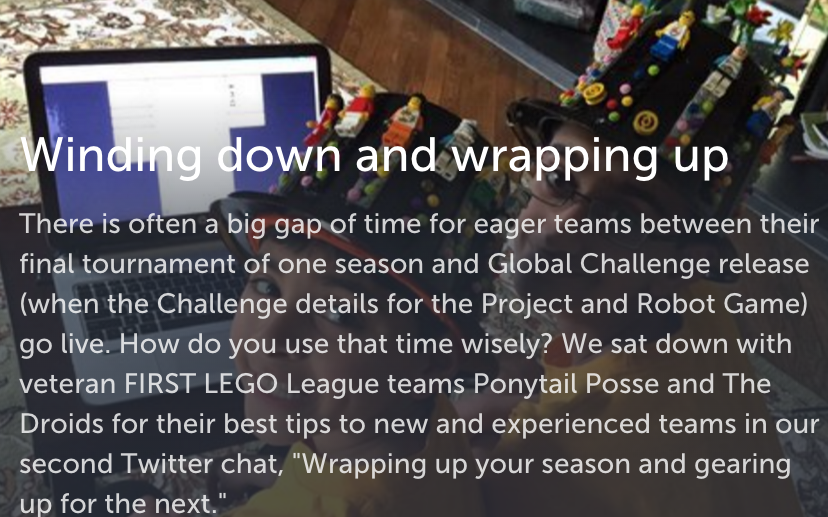 Winding down and wrapping up
There is often a big gap of time for eager teams between their
final tournament of one season and Global Challenge release
(when the Challenge details for the Project and Robot Game)
go live. How do you use that time wisely? We sat down with
veteran FIRST LEGO League teams Ponytail Posse and The
Droids for their best tips to new and experienced teams in our
second Twitter chat, "Wrapping up your season and gearing
up for the next."